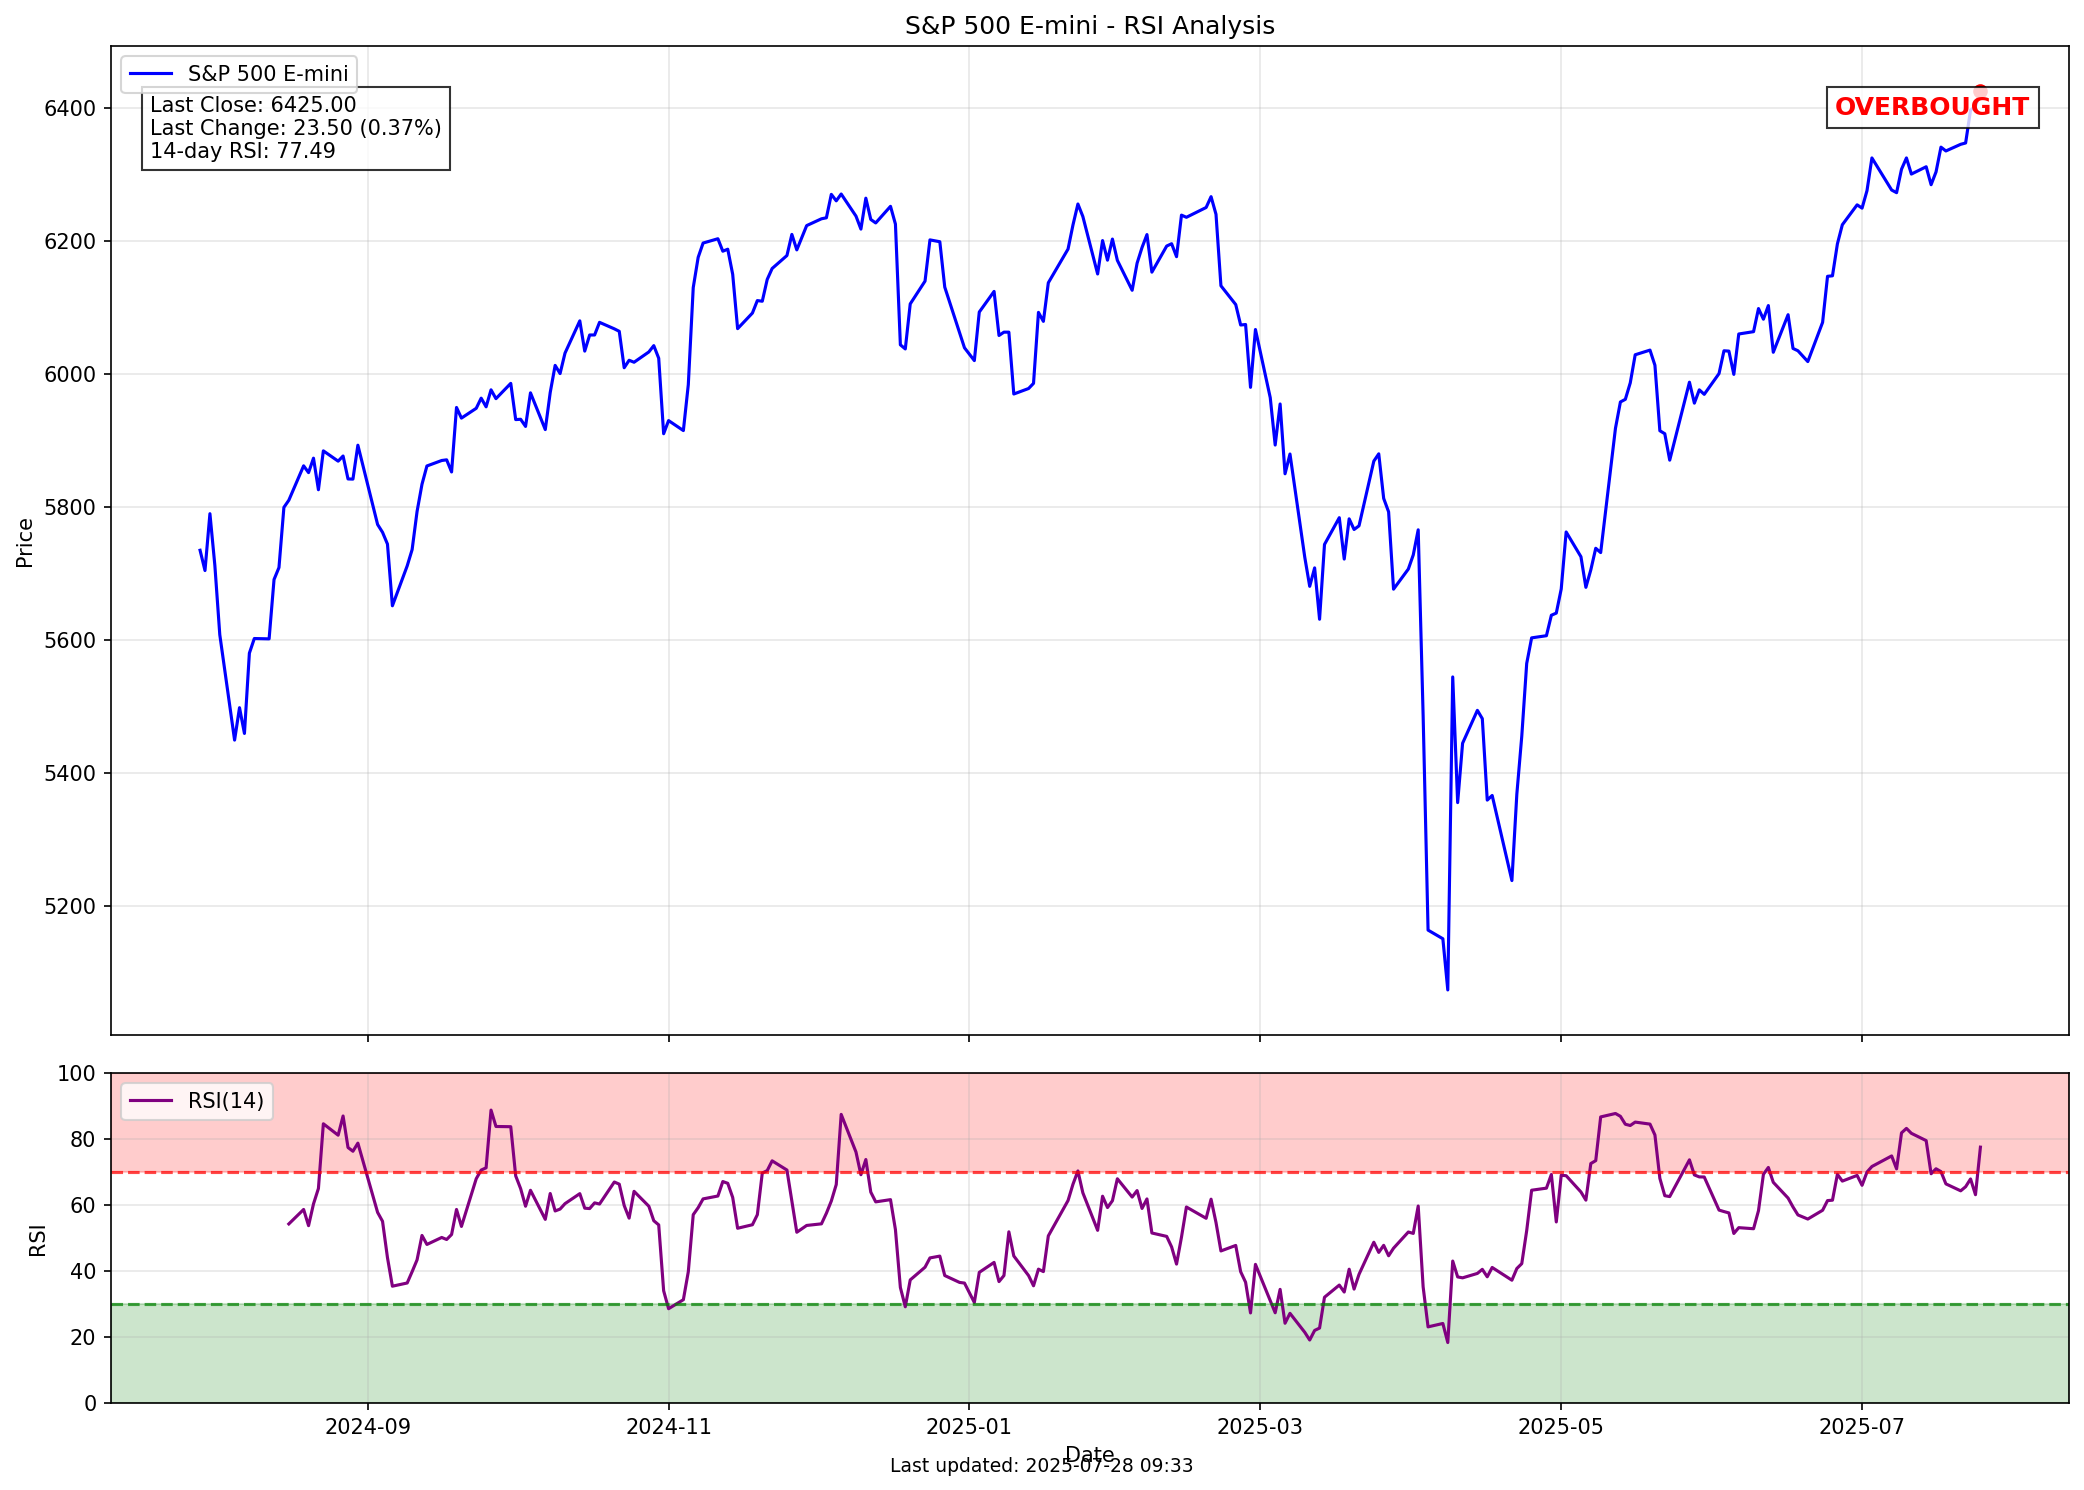 S&P 500 E-mini - RSI Analysis
S&P 500 E-mini
Last Close: 6425.00
Last Change: 23.50 (0.37%)
14-day RSI: 77.49
OVERBOUGHT
Price
6400
6200
6000
5800
5600
5400
5200
RSI(14)
RSI
100
80
60
40
20
0
2024-09
2024-11
2025-01
2025-03
2025-05
2025-07
Date
Last updated: 2025-07-28 09:33